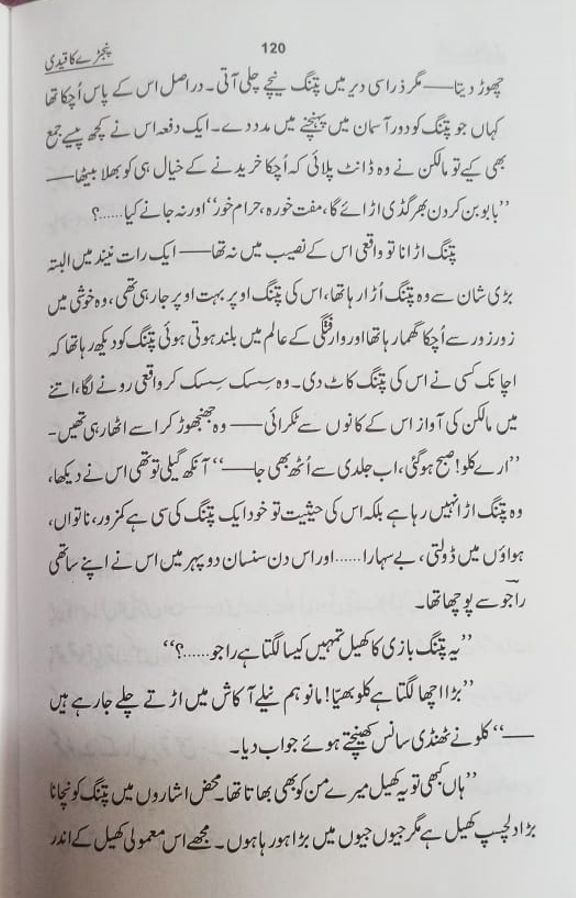 پنجڑے کا قیدی
120
چھوڑ دیتا——مگر ذرا سی دیر میں پتنگ نیچے چلی آتی۔ دراصل اس کے پاس اُچکا تھا
کہاں جو پتنگ کو دور آسمان میں پہنچنے میں مدد دے۔ ایک دفعہ اس نے کچھ پیسے جمع
بھی کیے تو مالکن نے وہ ڈانٹ پلائی کہ اُچکا خریدنے کے خیال ہی کو بھلا بیٹھا——
”بابو بن کر دن بھر گڈی اڑائے گا، مفت خورہ، حرام خور“ اور نہ جانے کیا......؟
پتنگ اڑانا تو واقعی اس کے نصیب میں نہ تھا—— ایک رات نیند میں البتہ
بڑی شان سے وہ پتنگ اُڑا رہا تھا، اس کی پتنگ اوپر بہت اوپر جا رہی تھی، وہ خوشی میں
زور زور سے اُچکا گھما رہا تھا اور وارفتگی کے عالم میں بلند ہوتی ہوئی پتنگ کو دیکھ رہا تھا کہ
اچانک کسی نے اس کی پتنگ کاٹ دی۔ وہ سِسک سِسک کر واقعی رونے لگا، اتنے
میں مالکن کی آواز اس کے کانوں سے ٹکرائی—— وہ جھنجھوڑ کر اسے اٹھا رہی تھیں۔
”ارے کلو! صبح ہو گئی، اب جلدی سے اُٹھ بھی جا——“ آنکھ گیلی تو تھی اس نے دیکھا،
وہ پتنگ اڑا نہیں رہا ہے بلکہ اس کی حیثیت تو خود ایک پتنگ کی سی ہے کمزور، ناتواں،
ہواؤں میں ڈولتی، بے سہارا...... اور اس دن سنسان دوپہر میں اس نے اپنے ساتھی
راجو سے پوچھا تھا۔
”یہ پتنگ بازی کا کھیل تمہیں کیسا لگتا ہے راجو......؟“
”بڑا اچھا لگتا ہے کلو بھیّا! مانو ہم نیلے آکاش میں اڑتے چلے جا رہے ہیں
——“ کلو نے ٹھنڈی سانس کھینچتے ہوئے جواب دیا۔
”ہاں کبھی تو یہ کھیل میرے من کو بھی بھاتا تھا۔ محض اشاروں میں پتنگ کو نچانا
بڑا دلچسپ کھیل ہے مگر جیوں جیوں میں بڑا ہو رہا ہوں۔ مجھے اس معمولی کھیل کے اندر